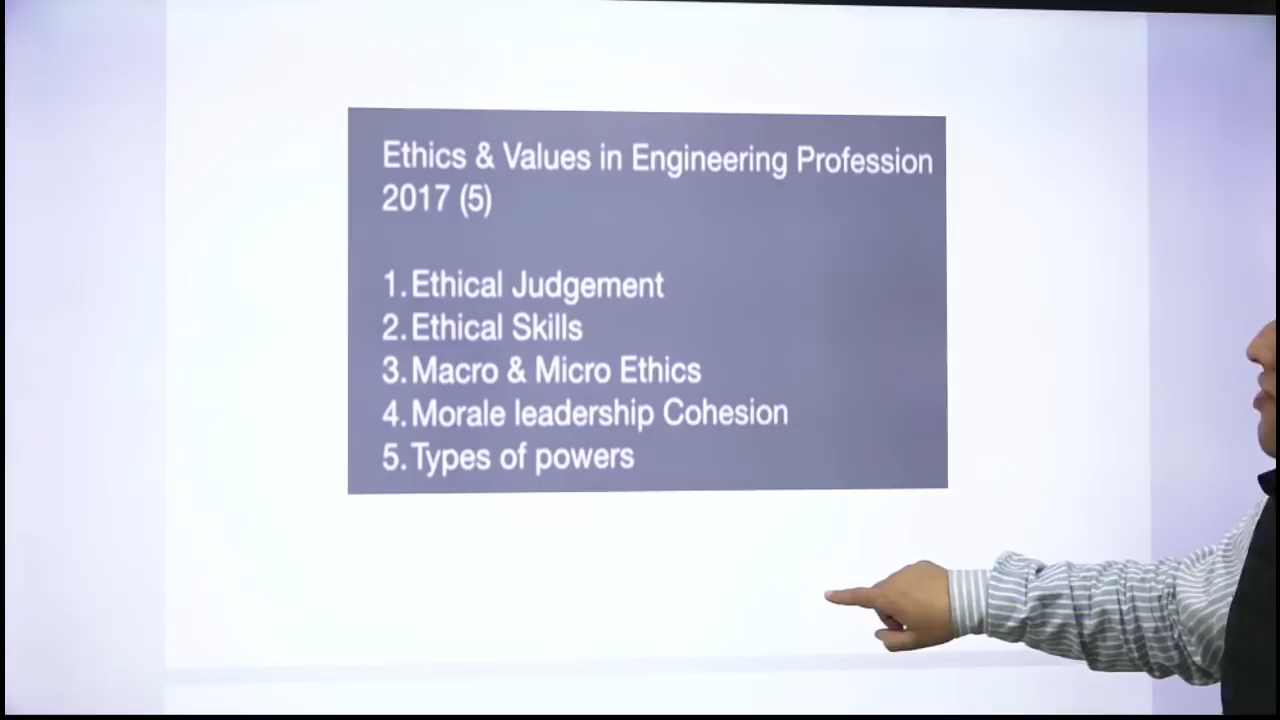 Ethics & Values in Engineering Profession
2017 (5)
1. Ethical Judgement
2. Ethical Skills
3. Macro & Micro Ethics
4. Morale leadership Cohesion
5. Types of powers